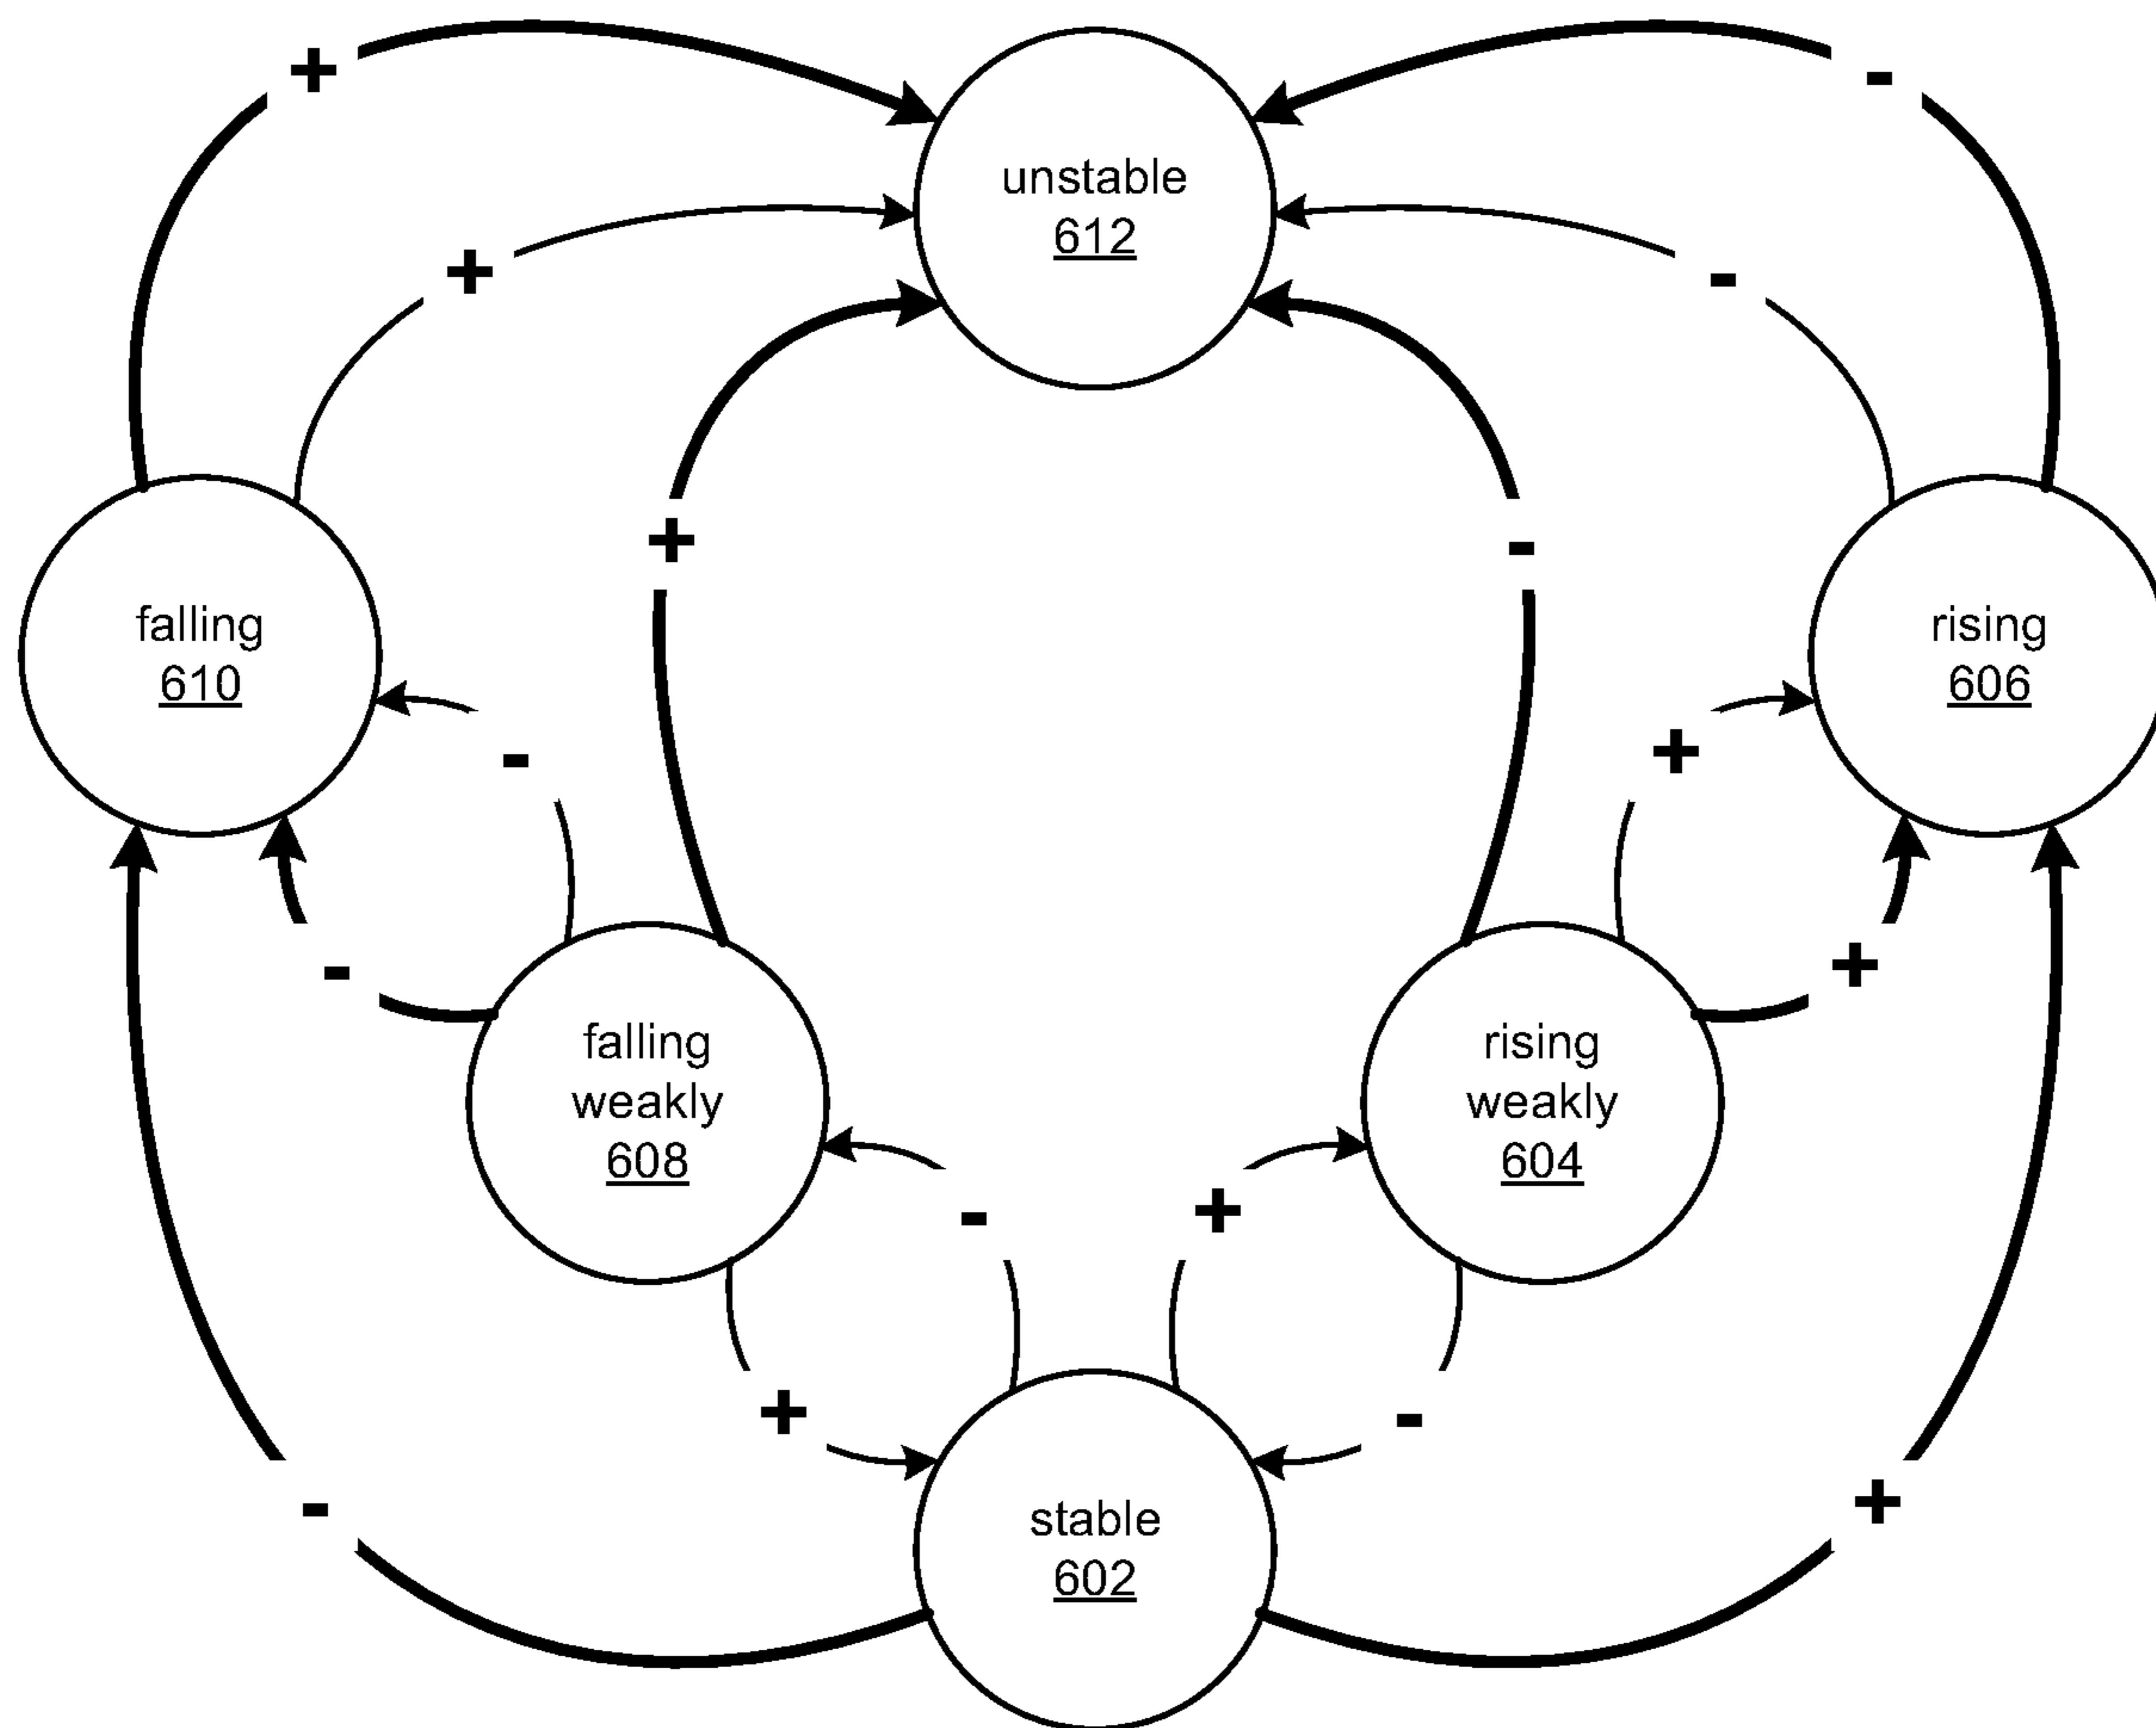 +
-
unstable
612
+
-
+
-
falling
610
rising
606
-
+
-
+
falling
weakly
608
rising
weakly
604
-
+
+
-
stable
602
-
+